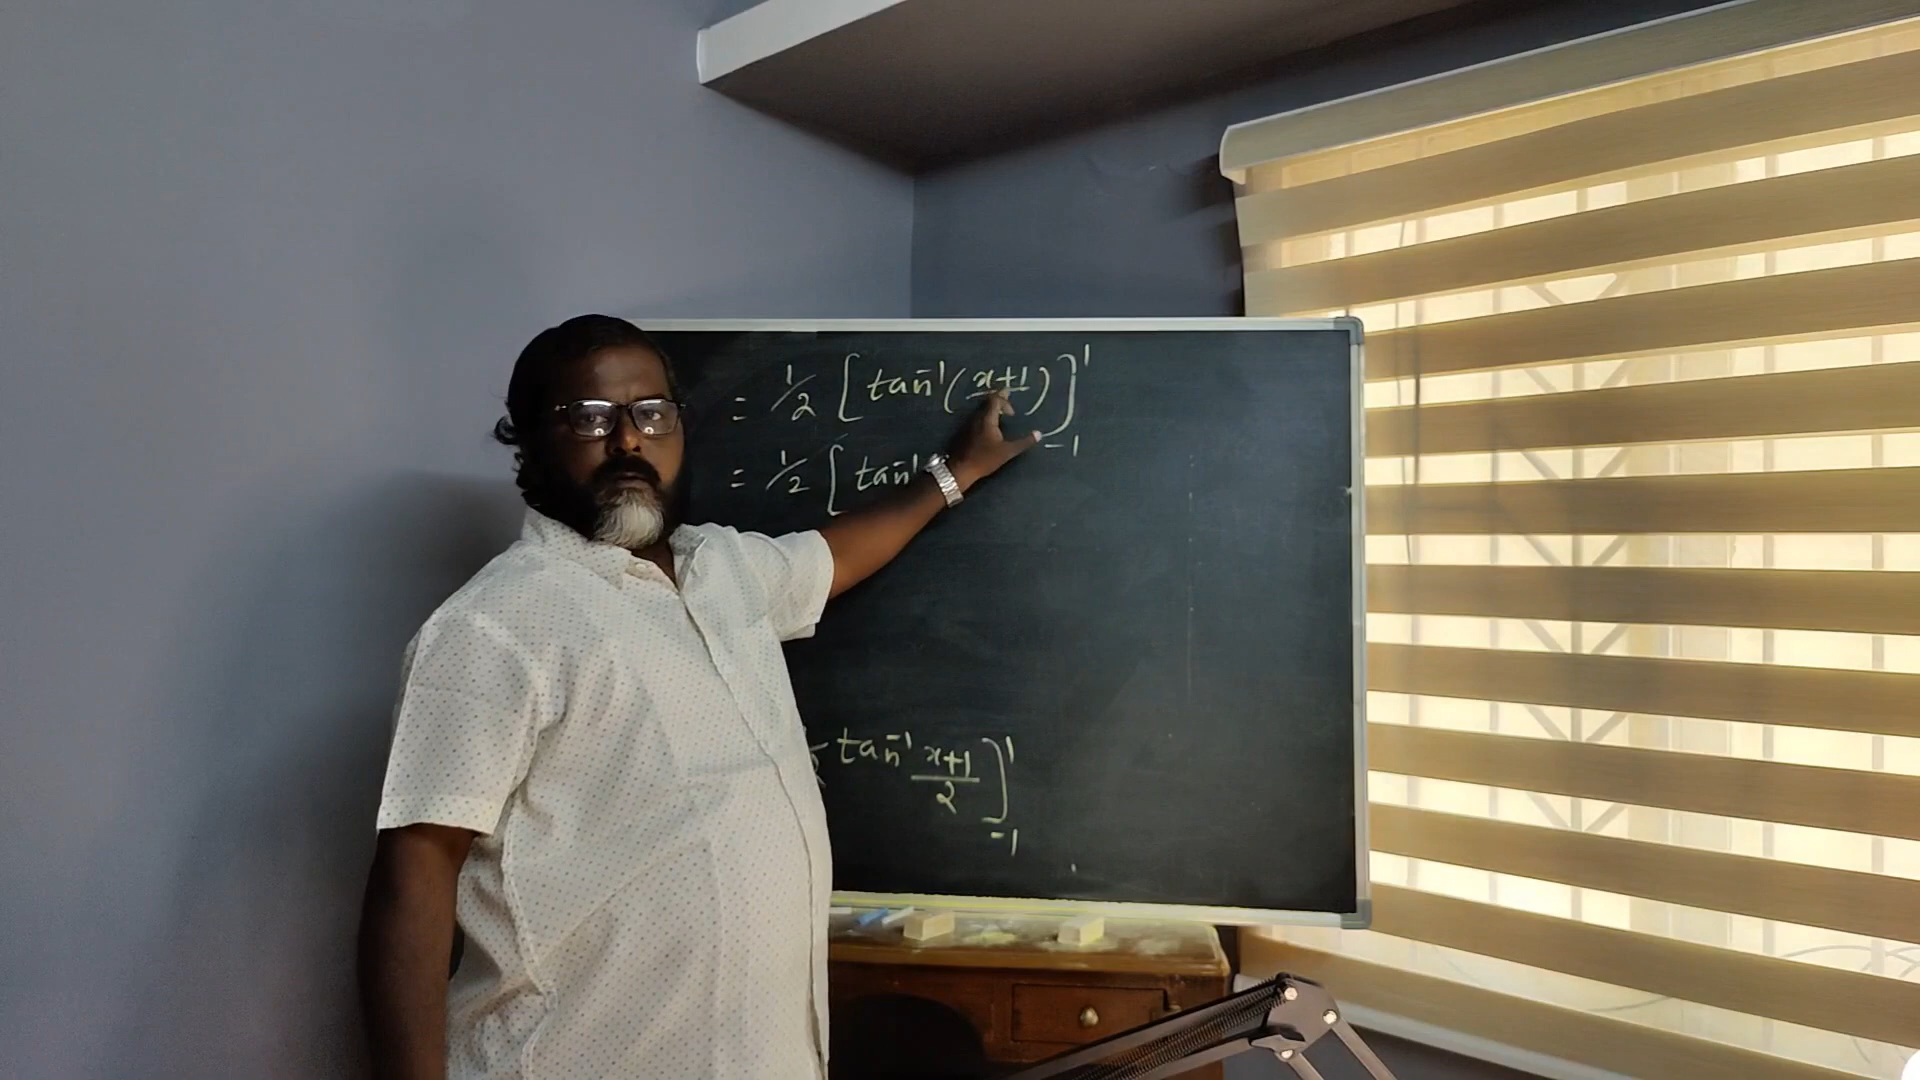 = 1/2 [tan⁻¹(x+1)]¹₋₁
= 1/2 [tan⁻¹
tan⁻¹ (x+1)/2]¹₋₁